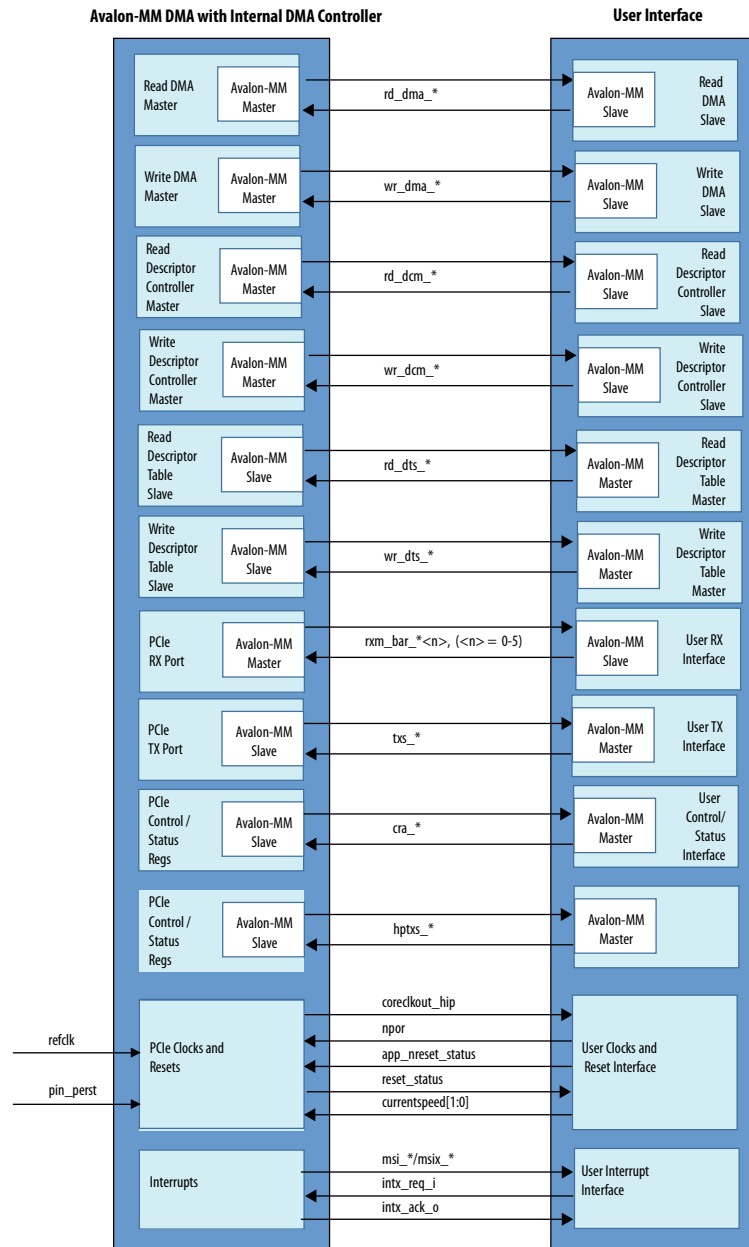 Avalon-MM DMA with Internal DMA Controller
User Interface
Read DMA
Master
Avalon-MM
Master
rd_dma_*
Avalon-MM
Slave
Read
DMA
Slave
Write DMA
Master
Avalon-MM
Master
wr_dma_*
Avalon-MM
Slave
Write
DMA
Slave
Read
Descriptor
Controller
Master
Avalon-MM
Master
rd_dcm_*
Avalon-MM
Slave
Read
Descriptor
Controller
Slave
Write
Descriptor
Controller
Master
Avalon-MM
Master
wr_dcm_*
Avalon-MM
Slave
Write
Descriptor
Controller
Slave
Read
Descriptor
Table
Slave
Avalon-MM
Slave
rd_dts_*
Avalon-MM
Master
Read
Descriptor
Table
Master
Write
Descriptor
Table
Slave
Avalon-MM
Slave
wr_dts_*
Avalon-MM
Master
Write
Descriptor
Table
Master
PCIe
RX Port
Avalon-MM
Master
rxm_bar_*<n>, (<n> = 0-5)
Avalon-MM
Slave
User RX
Interface
PCIe
TX Port
Avalon-MM
Slave
txs_*
Avalon-MM
Master
User TX
Interface
PCIe
Control /
Status
Regs
Avalon-MM
Slave
cra_*
Avalon-MM
Master
User
Control/
Status
Interface
PCIe
Control /
Status
Regs
Avalon-MM
Slave
hptxs_*
Avalon-MM
Master
refclk
pin_perst
PCIe Clocks and
Resets
coreclkout_hip
npor
app_nreset_status
reset_status
currentspeed[1:0]
User Clocks and
Reset Interface
Interrupts
msi_*/msix_*
intx_req_i
intx_ack_o
User Interrupt
Interface